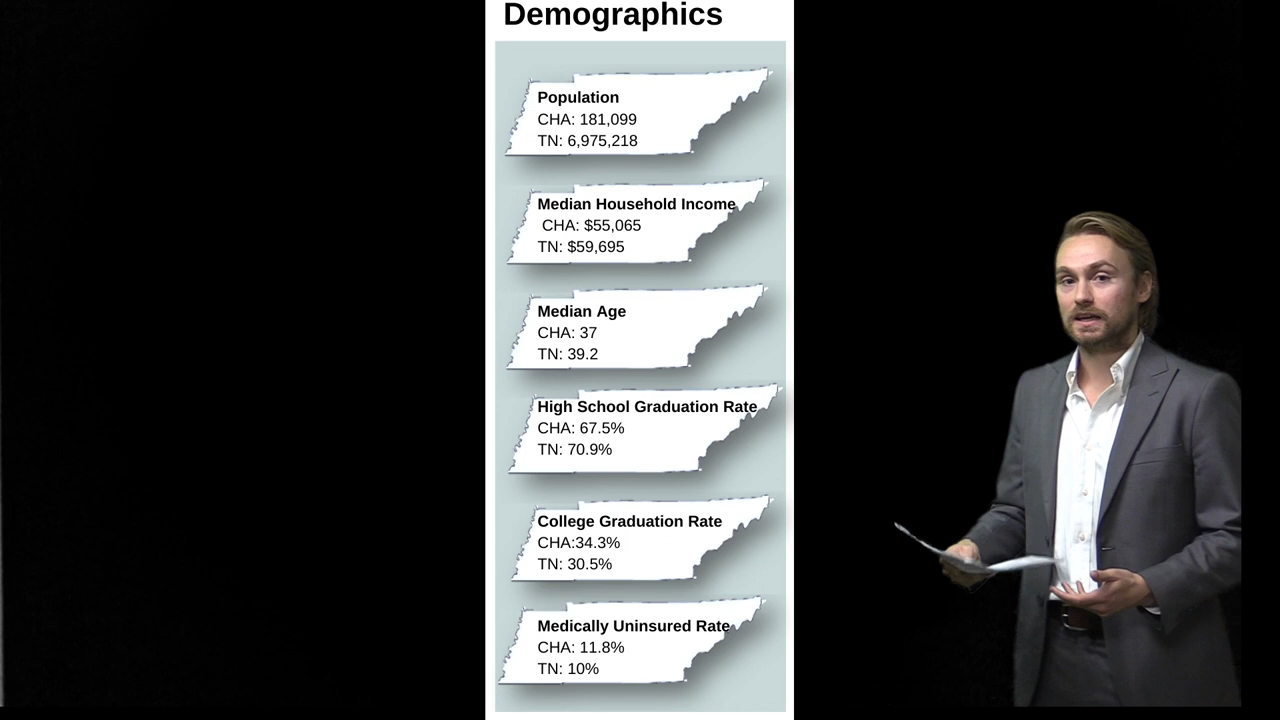 Demographics
Population
CHA: 181,099
TN: 6,975,218
Median Household Income
CHA: $55,065
TN: $59,695
Median Age
CHA: 37
TN: 39.2
High School Graduation Rate
CHA: 67.5%
TN: 70.9%
College Graduation Rate
CHA:34.3%
TN: 30.5%
Medically Uninsured Rate
CHA: 11.8%
TN: 10%